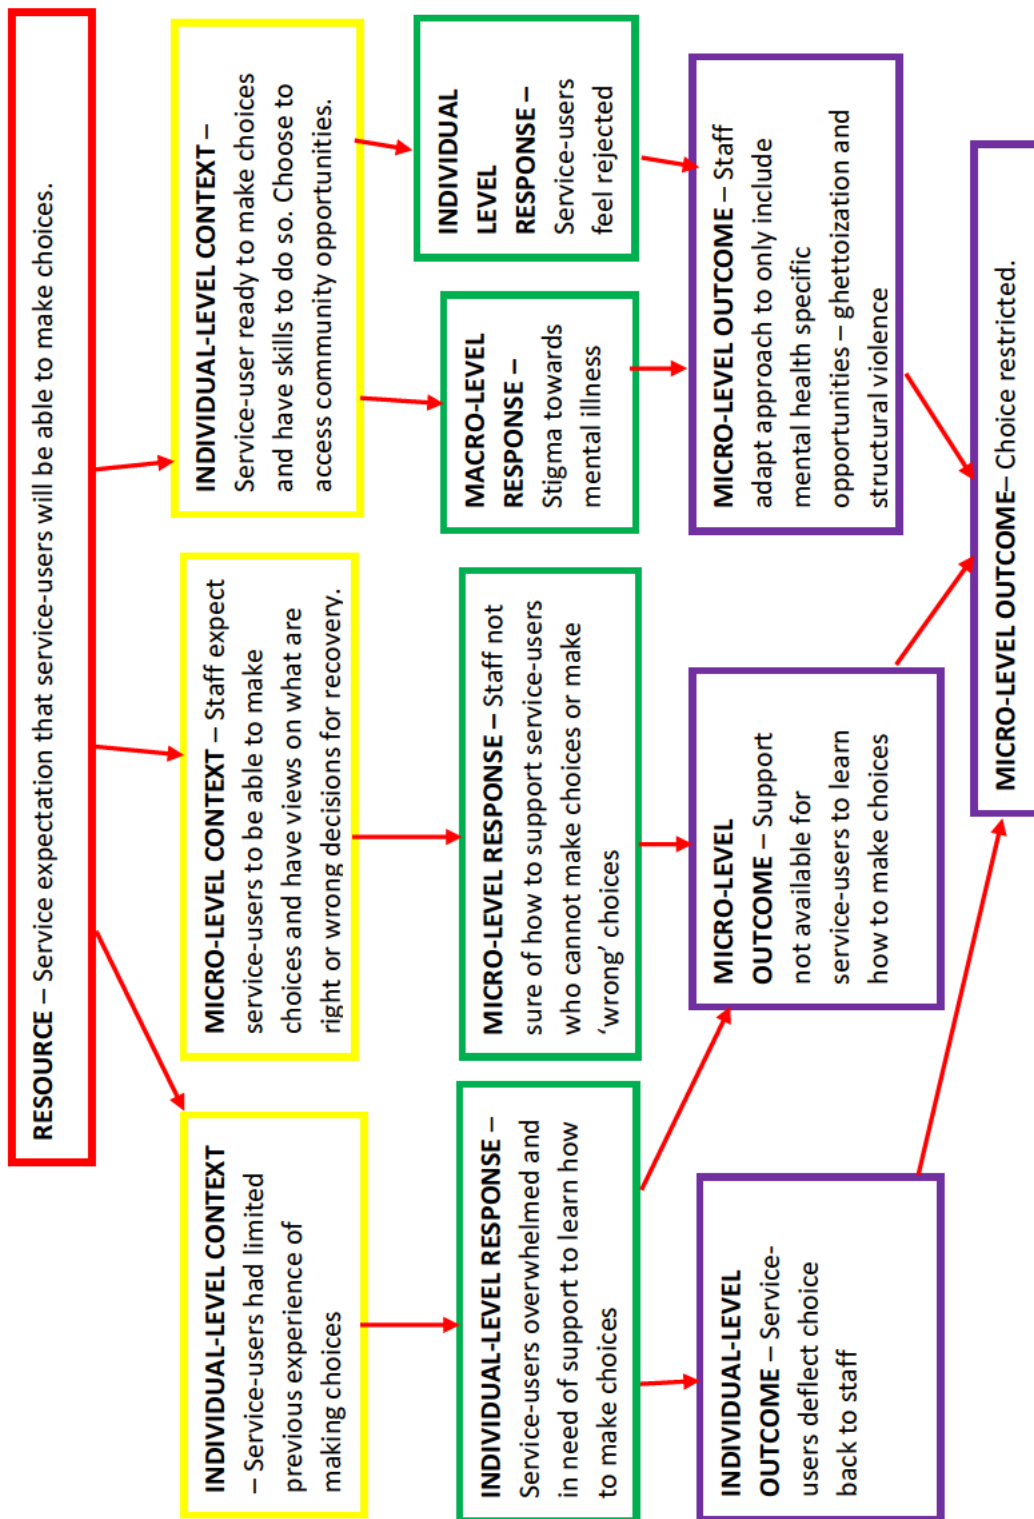 RESOURCE – Service expectation that service-users will be able to make choices.
INDIVIDUAL-LEVEL CONTEXT
– Service-users had limited
previous experience of
making choices
MICRO-LEVEL CONTEXT – Staff expect
service-users to be able to make
choices and have views on what are
right or wrong decisions for recovery.
INDIVIDUAL-LEVEL CONTEXT –
Service-user ready to make choices
and have skills to do so. Choose to
access community opportunities.
INDIVIDUAL-LEVEL RESPONSE –
Service-users overwhelmed and
in need of support to learn how
to make choices
MICRO-LEVEL RESPONSE – Staff not
sure of how to support service-users
who cannot make choices or make
‘wrong’ choices
MACRO-LEVEL
RESPONSE –
Stigma towards
mental illness
INDIVIDUAL
LEVEL
RESPONSE –
Service-users
feel rejected
INDIVIDUAL-LEVEL
OUTCOME – Service-
users deflect choice
back to staff
MICRO-LEVEL
OUTCOME – Support
not available for
service-users to learn
how to make choices
MICRO-LEVEL OUTCOME – Staff
adapt approach to only include
mental health specific
opportunities – ghettoization and
structural violence
MICRO-LEVEL OUTCOME– Choice restricted.